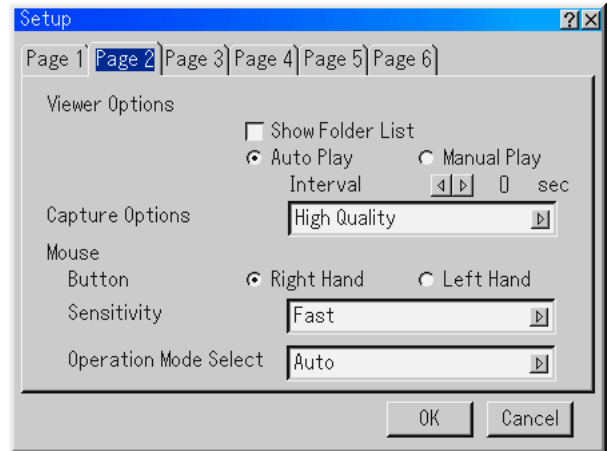 Setup
Page 1 Page 2 Page 3 Page 4 Page 5 Page 6
Viewer Options
Show Folder List
Auto Play Manual Play
Interval 0 sec
Capture Options High Quality
Mouse
Button Right Hand Left Hand
Sensitivity Fast
Operation Mode Select Auto
OK Cancel